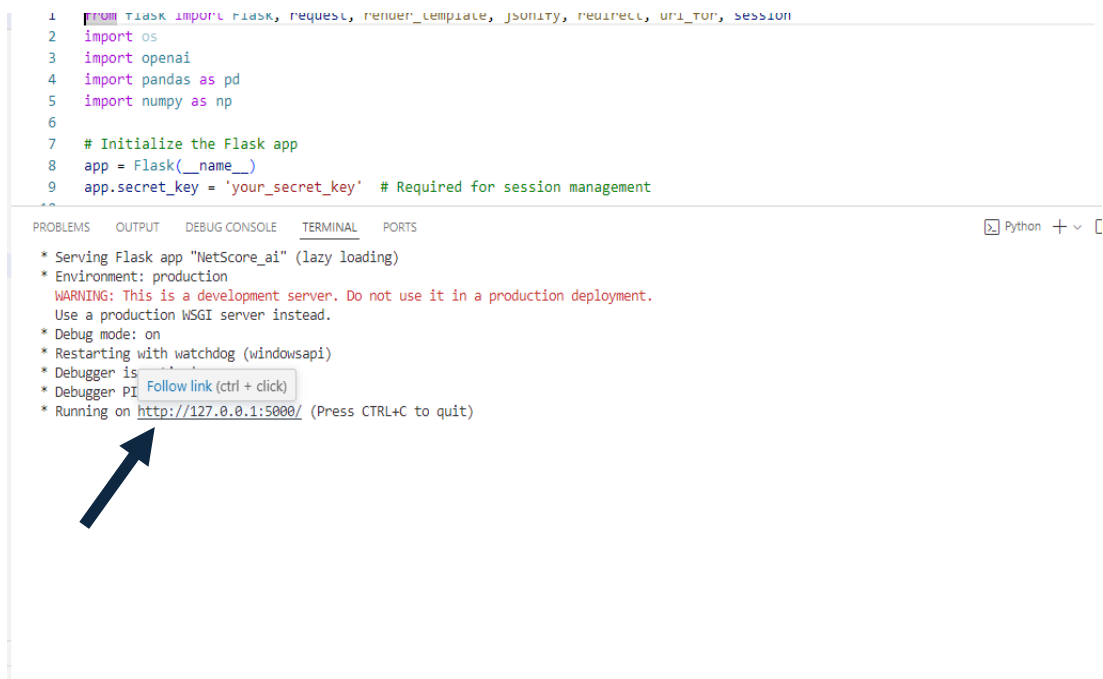 1 from flask import Flask, request, render_template, jsonify, redirect, url_for, session
2 import os
3 import openai
4 import pandas as pd
5 import numpy as np
6
7 # Initialize the Flask app
8 app = Flask(__name__)
9 app.secret_key = 'your_secret_key'  # Required for session management
PROBLEMS OUTPUT DEBUG CONSOLE TERMINAL PORTS Python
* Serving Flask app "NetScore_ai" (lazy loading)
* Environment: production
WARNING: This is a development server. Do not use it in a production deployment.
Use a production WSGI server instead.
* Debug mode: on
* Restarting with watchdog (windowsapi)
* Debugger is
Follow link (ctrl + click)
* Debugger PI
* Running on http://127.0.0.1:5000/ (Press CTRL+C to quit)